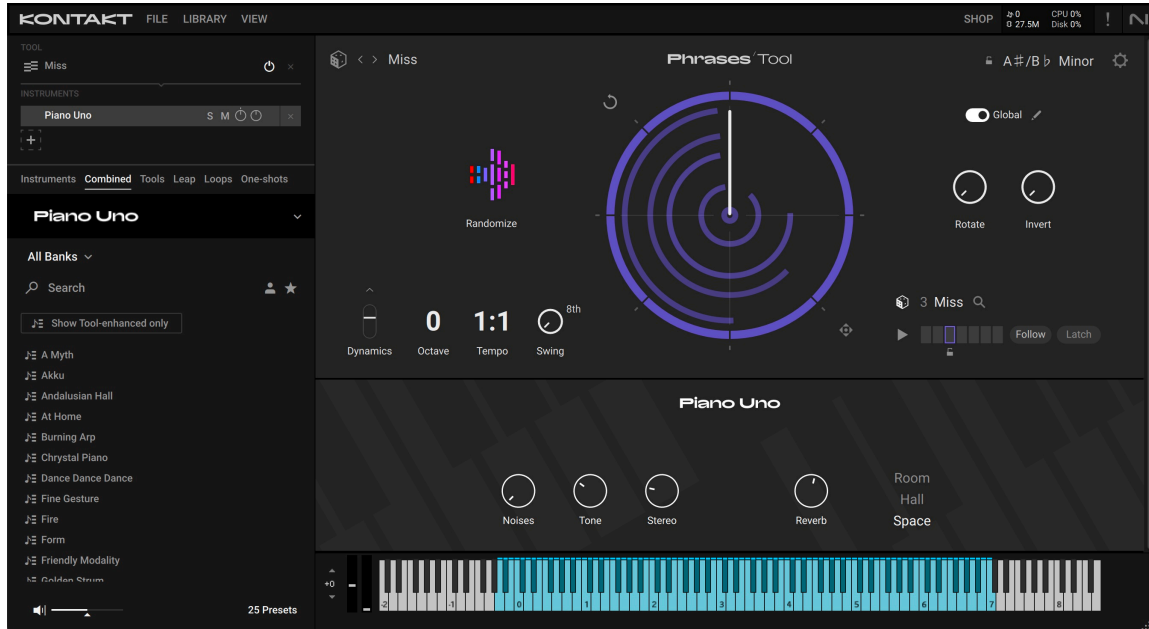 KONTAKT FILE LIBRARY VIEW SHOP 0 CPU 0%
0 27.5M Disk 0% ! NI
TOOL
Miss
INSTRUMENTS
Piano Uno S M
Instruments Combined Tools Leap Loops One-shots
Piano Uno
All Banks
Search
Show Tool-enhanced only
A Myth
Akku
Andalusian Hall
At Home
Burning Arp
Chrystal Piano
Dance Dance Dance
Fine Gesture
Fire
Form
Friendly Modality
Golden Strum
25 Presets
Miss Phrases Tool A♯/B♭ Minor
Global
Randomize
Rotate Invert
0 1:1 8th
Dynamics Octave Tempo Swing
3 Miss
Follow Latch
Piano Uno
Noises Tone Stereo Reverb
Room
Hall
Space
+0
-2 -1 0 1 2 3 4 5 6 7 8